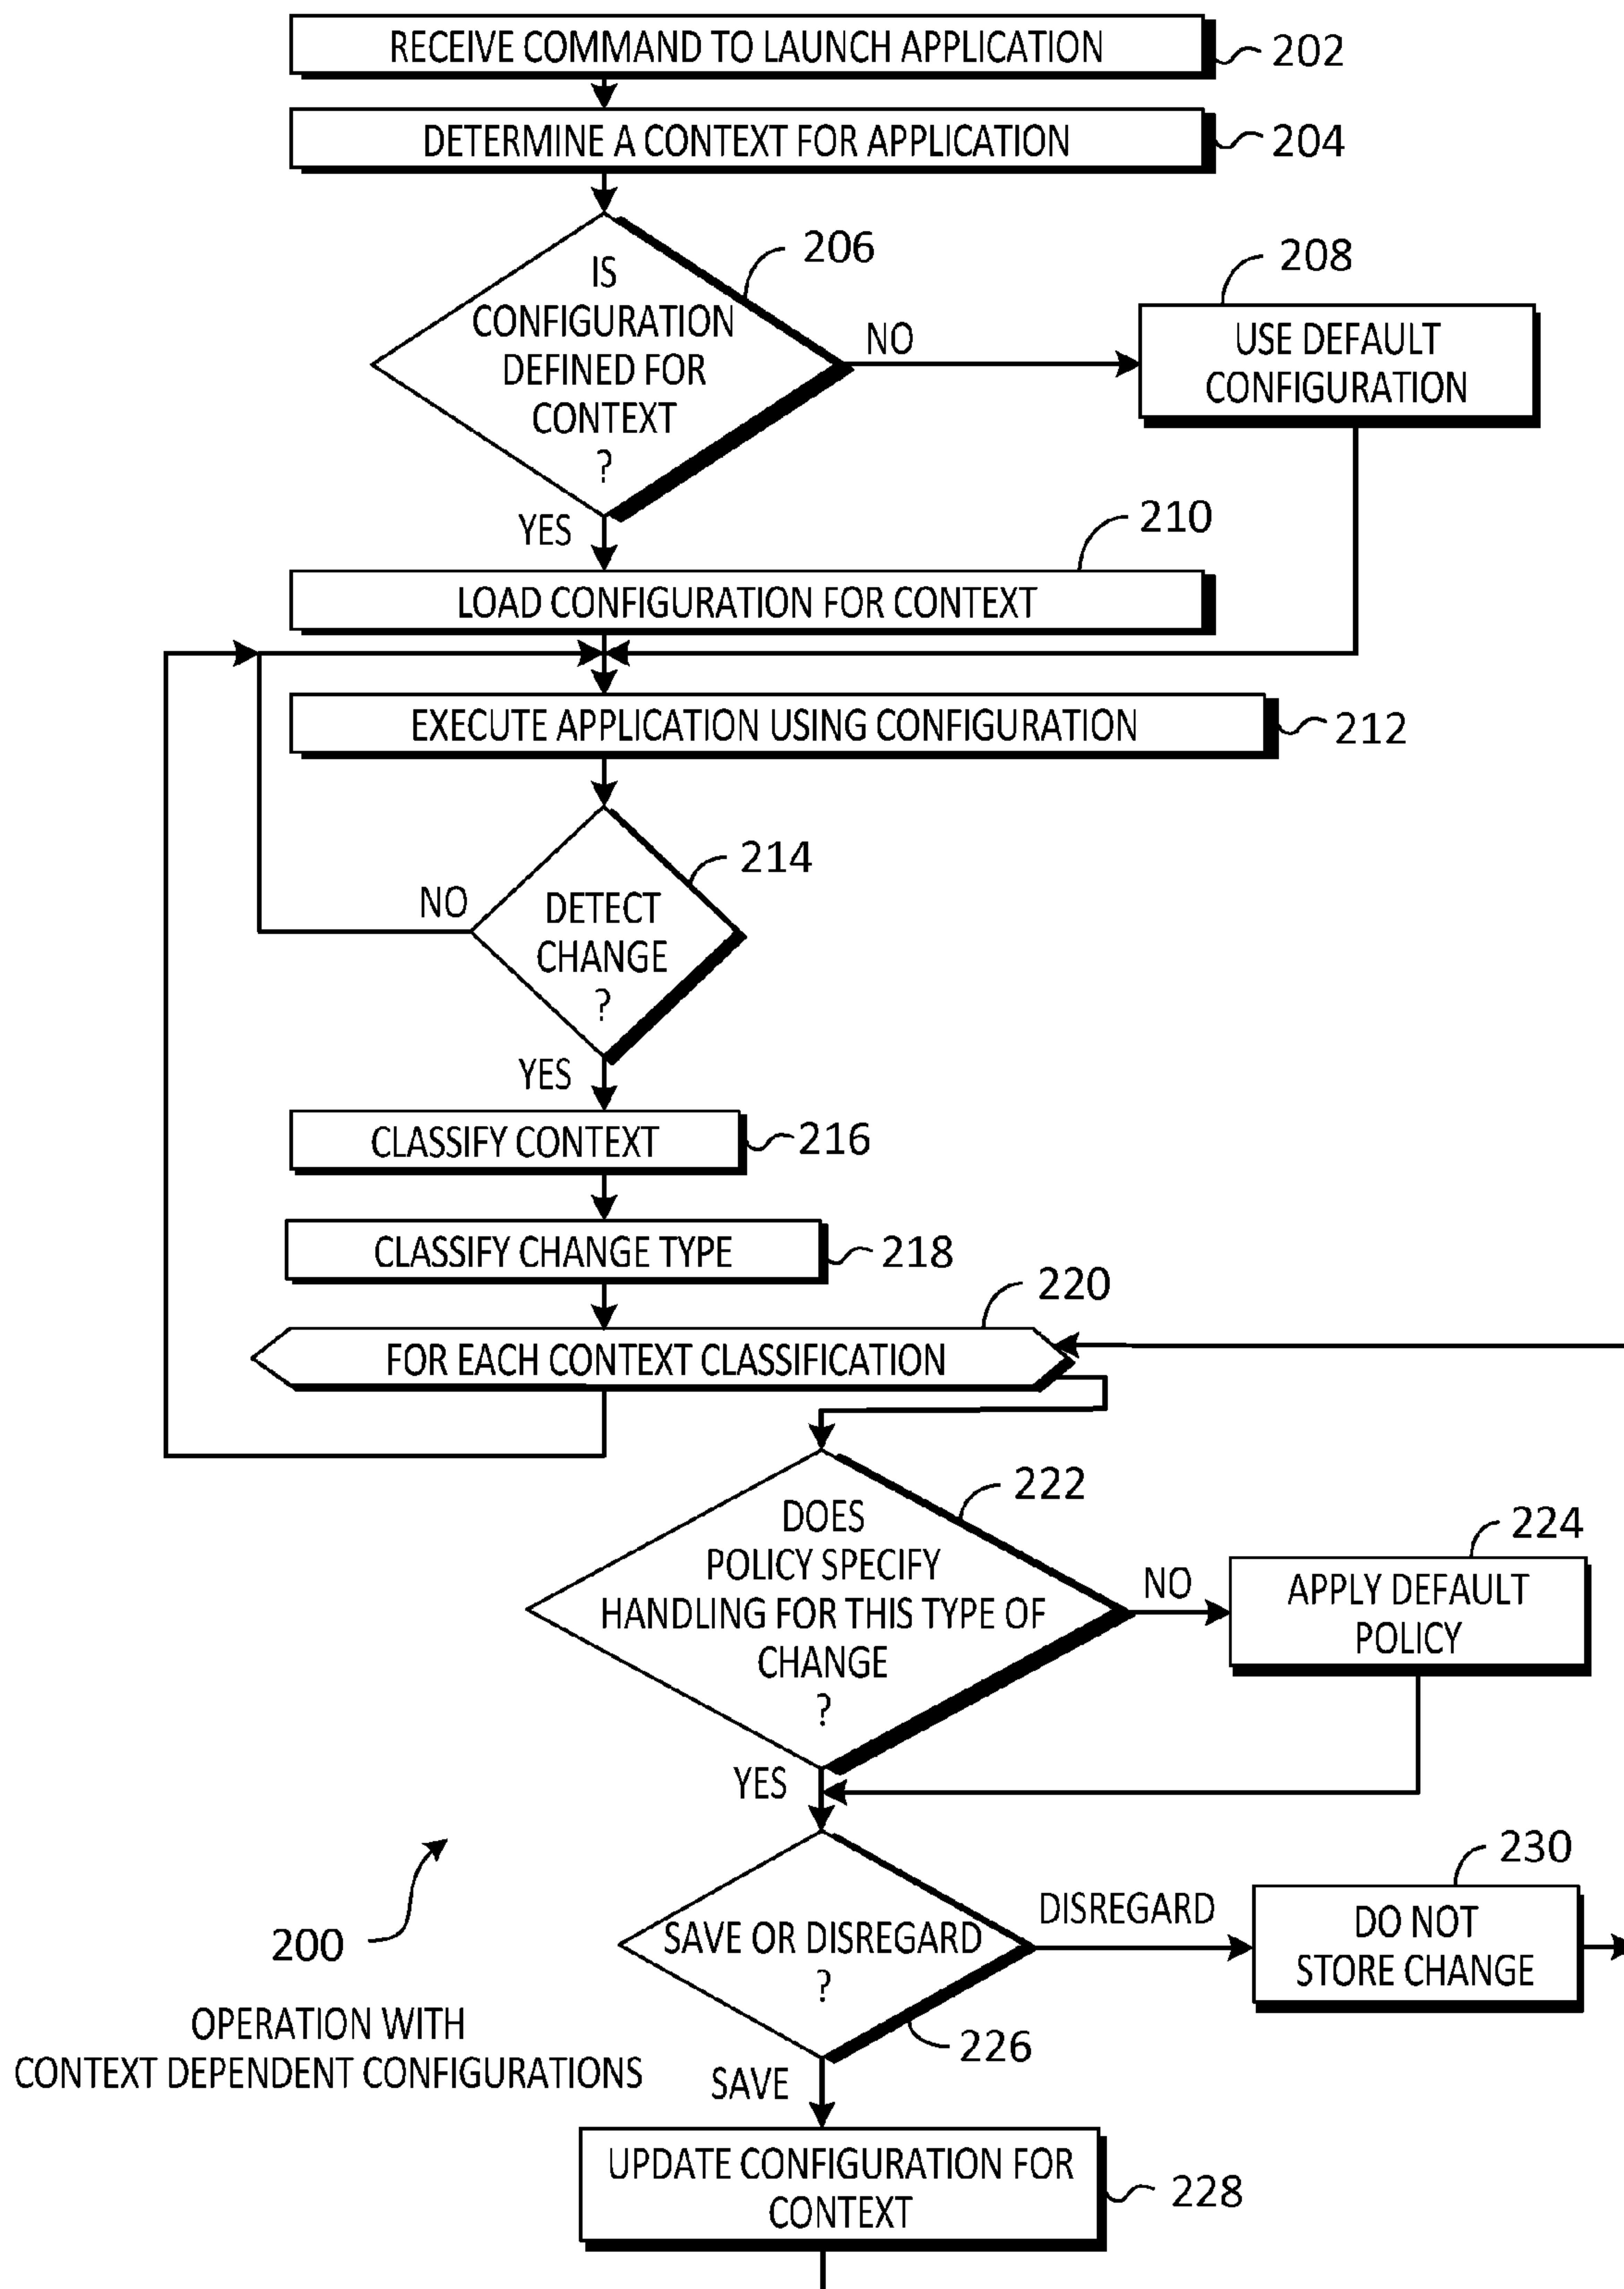 RECEIVE COMMAND TO LAUNCH APPLICATION
202
DETERMINE A CONTEXT FOR APPLICATION
204
206
IS
CONFIGURATION
DEFINED FOR
CONTEXT
?
NO
208
USE DEFAULT
CONFIGURATION
YES
210
LOAD CONFIGURATION FOR CONTEXT
EXECUTE APPLICATION USING CONFIGURATION
212
214
NO
DETECT
CHANGE
?
YES
CLASSIFY CONTEXT
216
CLASSIFY CHANGE TYPE
218
220
FOR EACH CONTEXT CLASSIFICATION
222
DOES
POLICY SPECIFY
HANDLING FOR THIS TYPE OF
CHANGE
?
NO
224
APPLY DEFAULT
POLICY
YES
230
SAVE OR DISREGARD
?
DISREGARD
DO NOT
STORE CHANGE
226
200
OPERATION WITH
CONTEXT DEPENDENT CONFIGURATIONS
SAVE
UPDATE CONFIGURATION FOR
CONTEXT
228